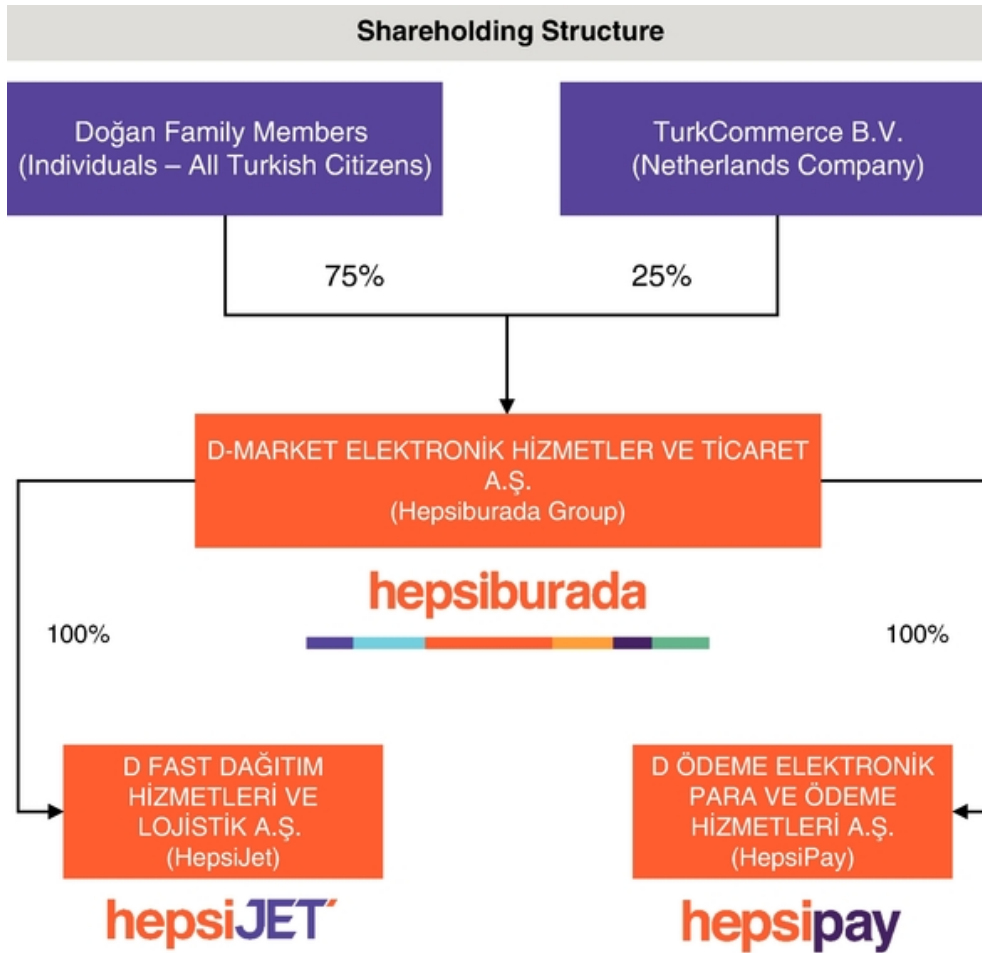 Shareholding Structure
Doğan Family Members
(Individuals – All Turkish Citizens)
TurkCommerce B.V.
(Netherlands Company)
75%
25%
D-MARKET ELEKTRONİK HİZMETLER VE TİCARET
A.Ş.
(Hepsiburada Group)
hepsiburada
100%
100%
D FAST DAĞITIM
HİZMETLERİ VE
LOJİSTİK A.Ş.
(HepsiJet)
hepsiJET
D ÖDEME ELEKTRONİK
PARA VE ÖDEME
HİZMETLERİ A.Ş.
(HepsiPay)
hepsipay